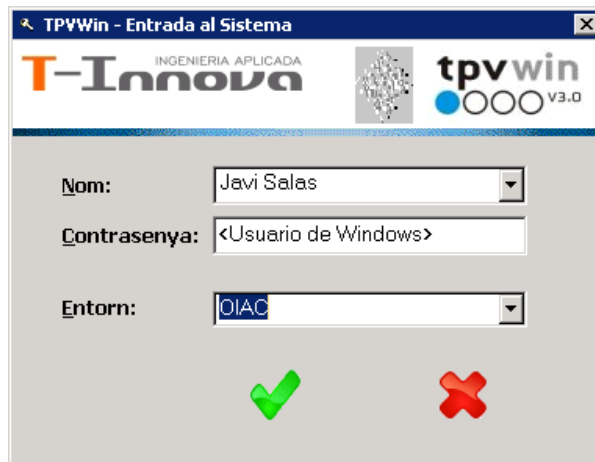 TPVWin - Entrada al Sistema
INGENIERIA APLICADA
T-Innova
tpvwin
V3.0
Nom: Javi Salas
Contrasenya: <Usuario de Windows>
Entorn: OIAC